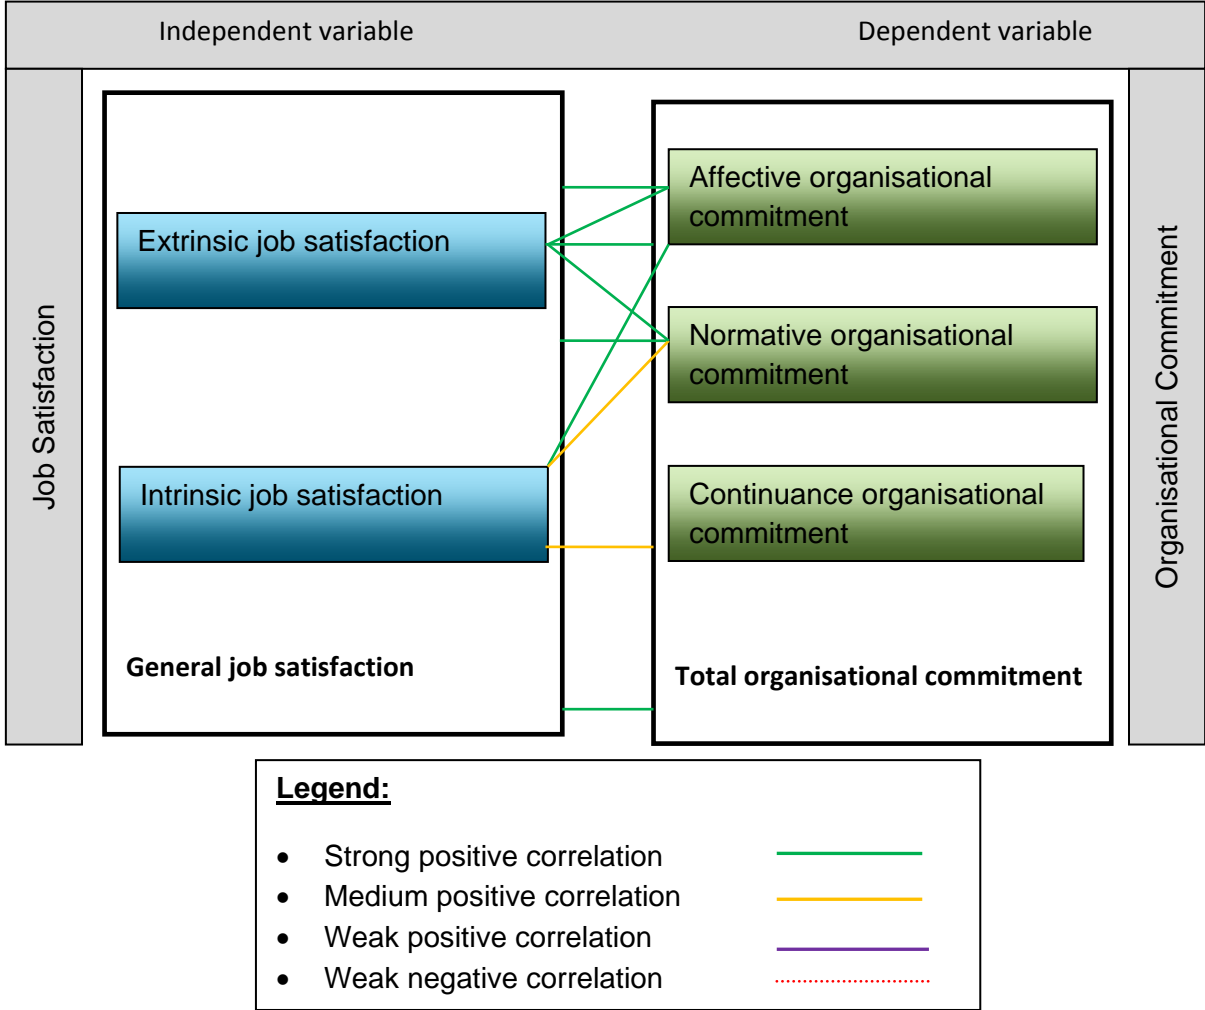 Independent variable
Dependent variable
Job Satisfaction
Extrinsic job satisfaction
Intrinsic job satisfaction
General job satisfaction
Affective organisational
commitment
Normative organisational
commitment
Continuance organisational
commitment
Total organisational commitment
Organisational Commitment
Legend:
• Strong positive correlation
• Medium positive correlation
• Weak positive correlation
• Weak negative correlation